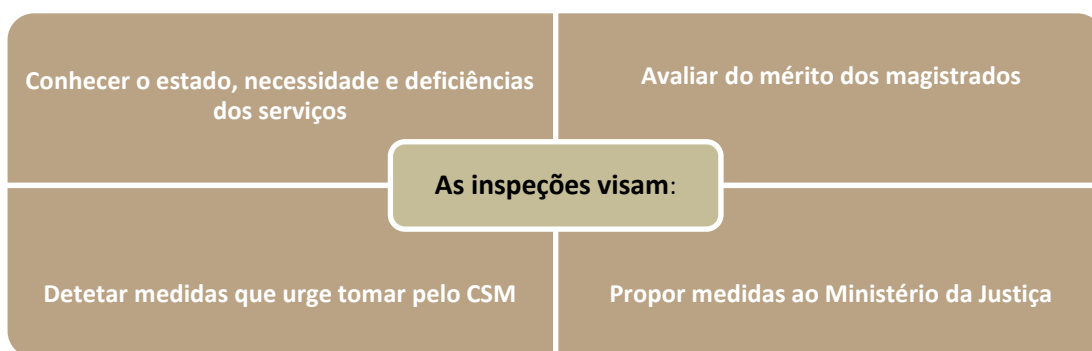 Conhecer o estado, necessidade e deficiências
dos serviços
Avaliar do mérito dos magistrados
As inspeções visam:
Detetar medidas que urge tomar pelo CSM
Propor medidas ao Ministério da Justiça